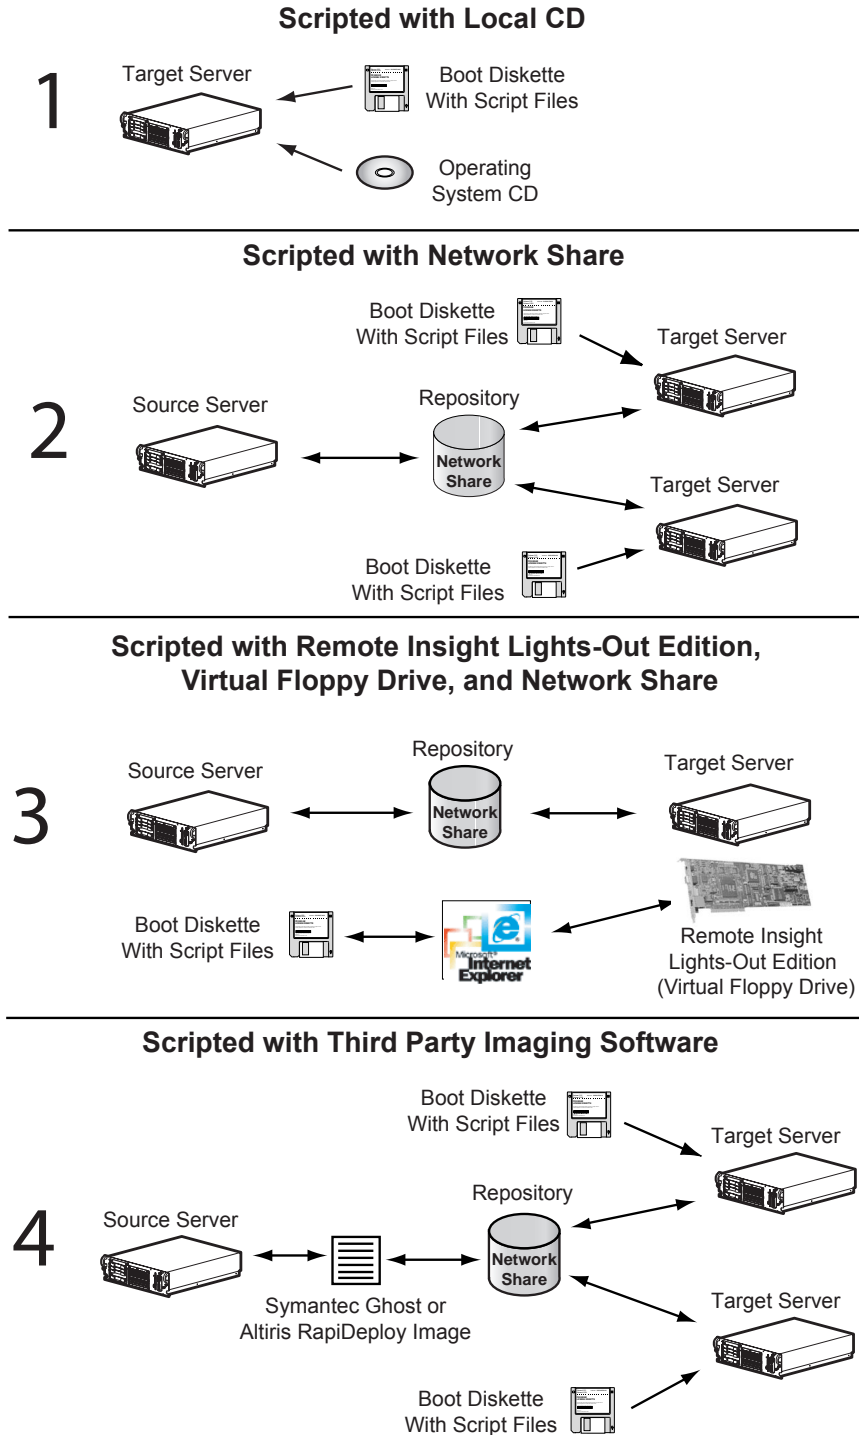 Scripted with Local CD
1
Target Server
Boot Diskette
With Script Files
Operating
System CD
Scripted with Network Share
2
Boot Diskette
With Script Files
Target Server
Source Server
Repository
Network
Share
Target Server
Boot Diskette
With Script Files
Scripted with Remote Insight Lights-Out Edition,
Virtual Floppy Drive, and Network Share
3
Source Server
Repository
Network
Share
Target Server
Boot Diskette
With Script Files
Microsoft®
Internet
Explorer
Remote Insight
Lights-Out Edition
(Virtual Floppy Drive)
Scripted with Third Party Imaging Software
4
Boot Diskette
With Script Files
Target Server
Source Server
Symantec Ghost or
Altiris RapiDeploy Image
Repository
Network
Share
Target Server
Boot Diskette
With Script Files